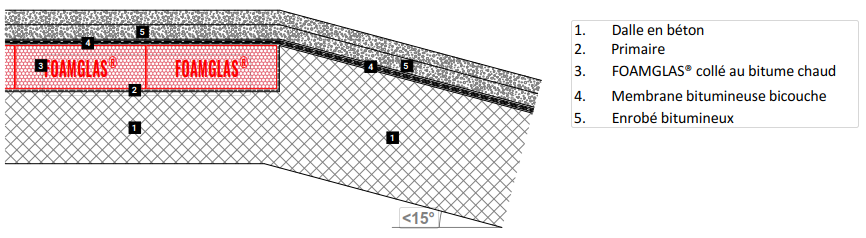 5
4
3
FOAMGLAS®
FOAMGLAS®
2
1
4
5
1
<15°
1. Dalle en béton
2. Primaire
3. FOAMGLAS® collé au bitume chaud
4. Membrane bitumineuse bicouche
5. Enrobé bitumineux